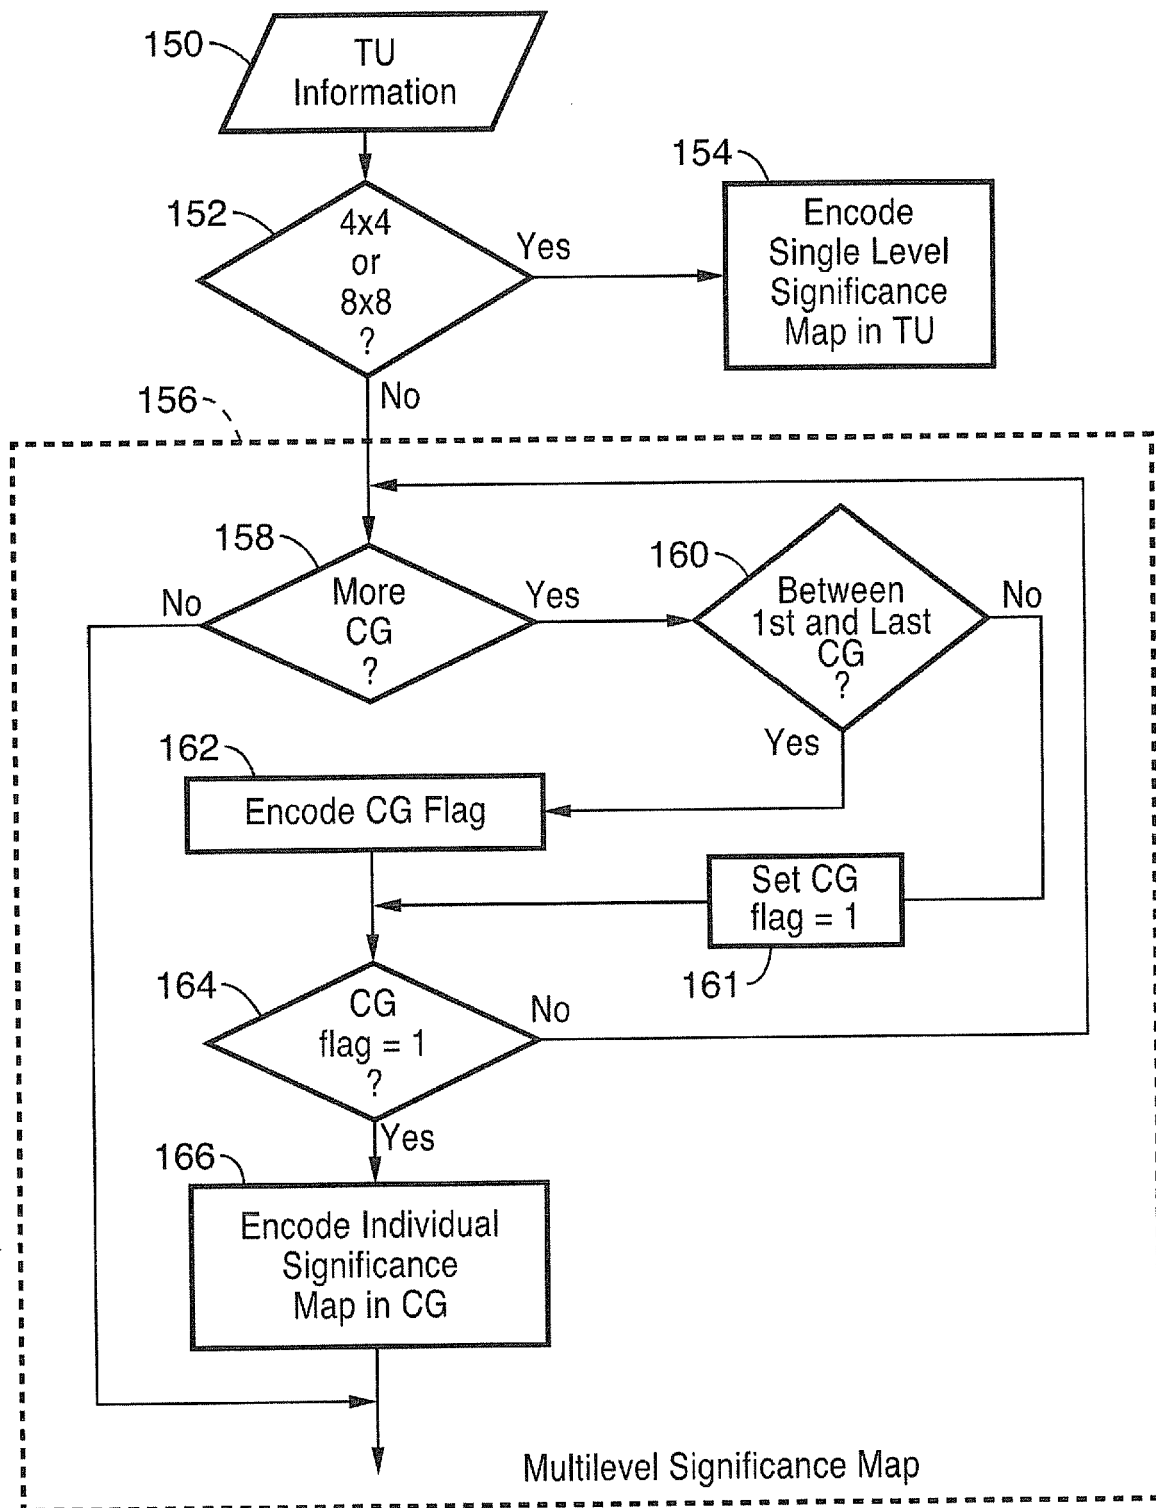 150
TU
Information
154
152
4x4
or
8x8
?
Yes
Encode
Single Level
Significance
Map in TU
No
156
158
160
No
More
CG
?
Yes
Between
1st and Last
CG
?
No
Yes
162
Encode CG Flag
Set CG
flag = 1
161
164
CG
flag = 1
?
No
Yes
166
Encode Individual
Significance
Map in CG
Multilevel Significance Map